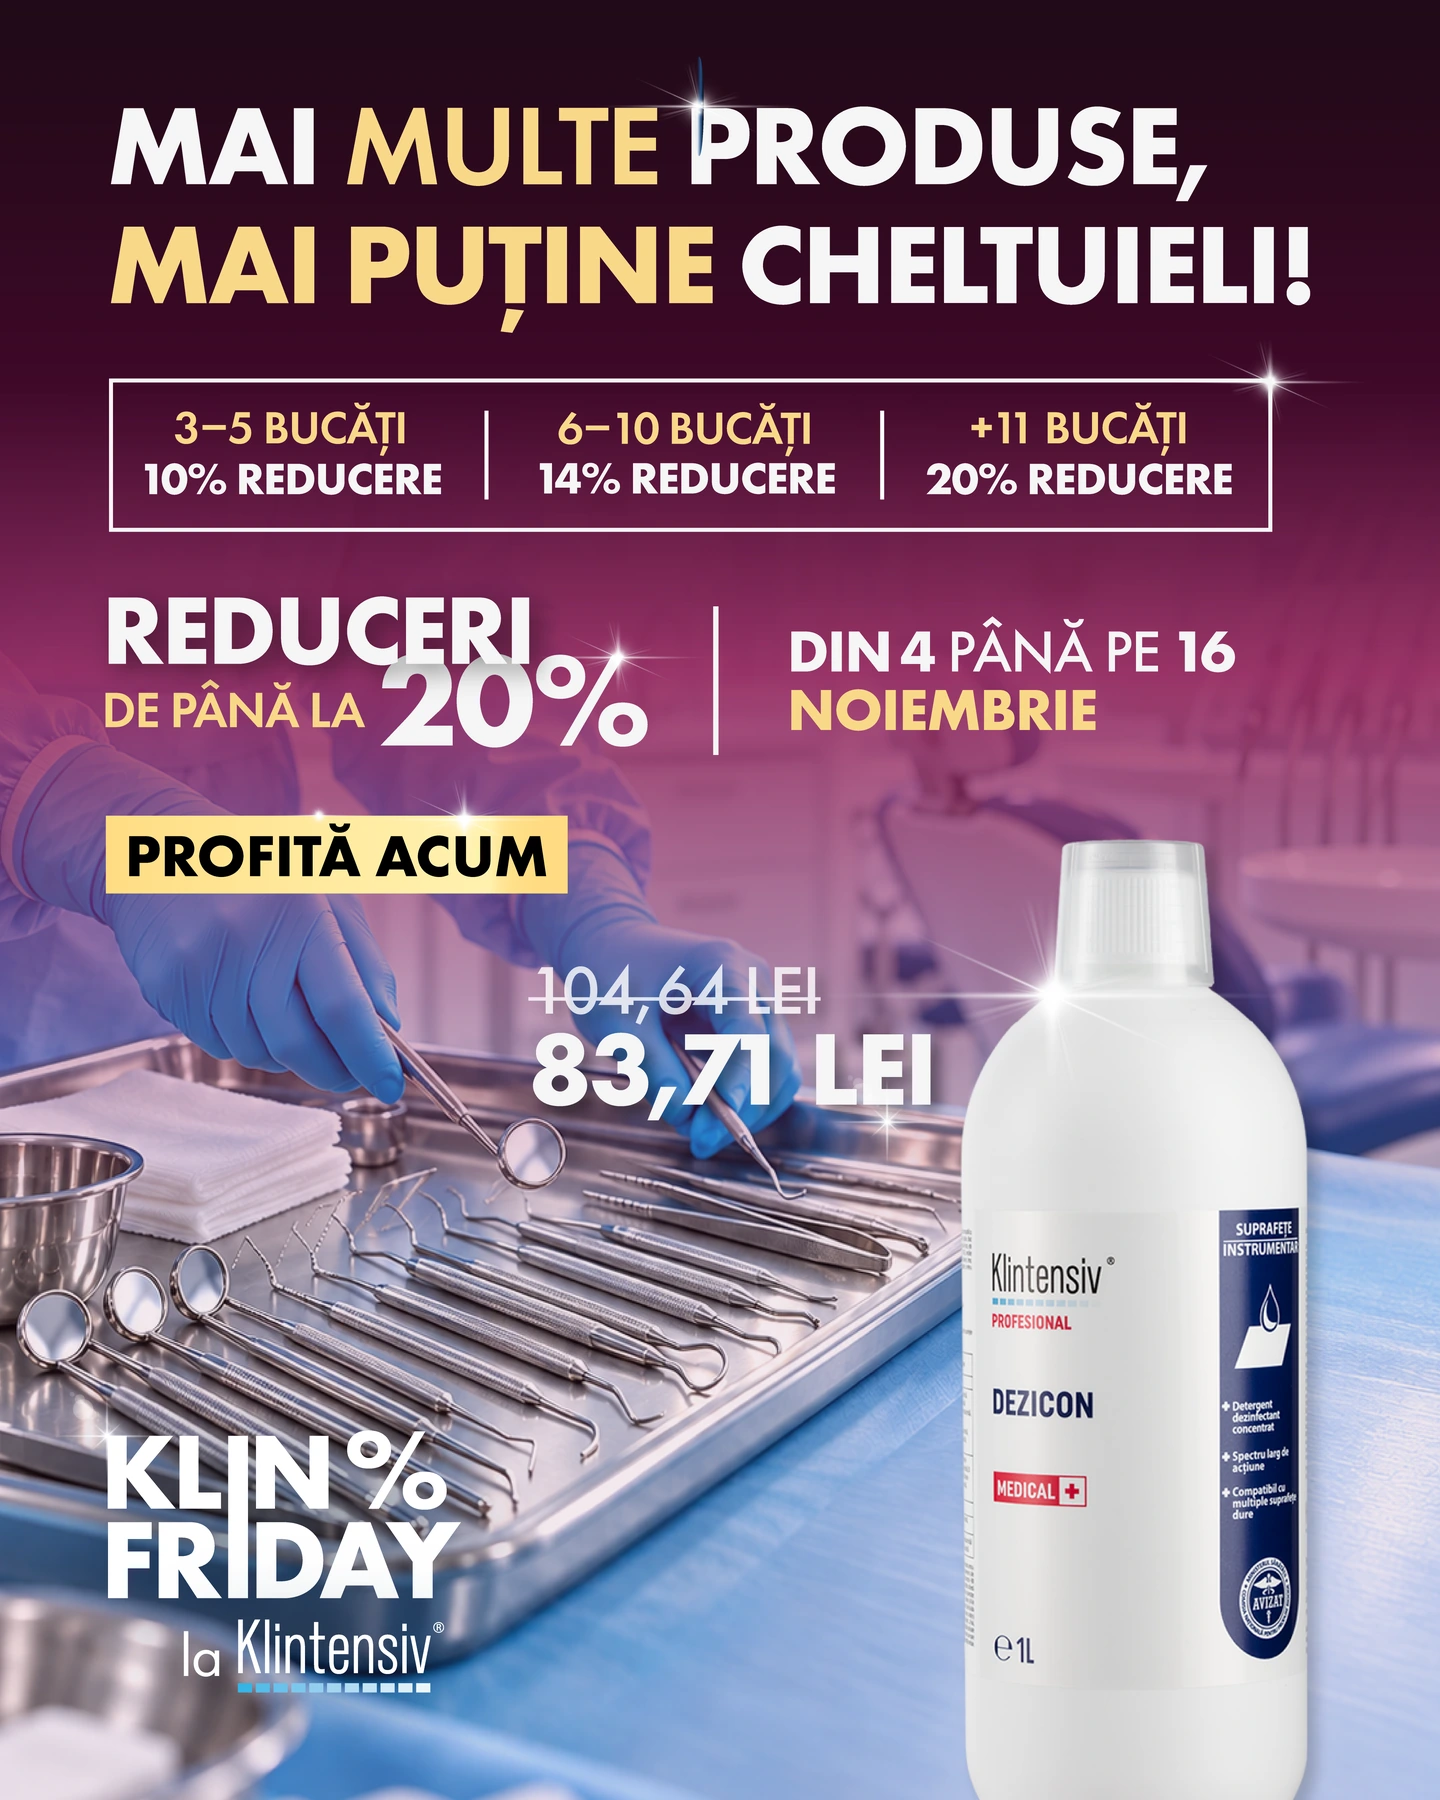 MAI MULTE PRODUSE,
MAI PUȚINE CHELTUIELI!
3–5 BUCĂȚI
10% REDUCERE
6–10 BUCĂȚI
14% REDUCERE
+11 BUCĂȚI
20% REDUCERE
REDUCERI
DE PÂNĂ LA 20%
DIN 4 PÂNĂ PE 16
NOIEMBRIE
PROFITĂ ACUM
104,64 LEI
83,71 LEI
SUPRAFEȚE
INSTRUMENTAR
Klintensiv®
PROFESIONAL
DEZICON
MEDICAL +
+ Detergent
dezinfectant
concentrat
+ Spectru larg de
acțiune
+ Compatibil cu
multiple suprafețe
dure
AVIZAT
℮ 1L
KLIN %
FRIDAY
la Klintensiv®